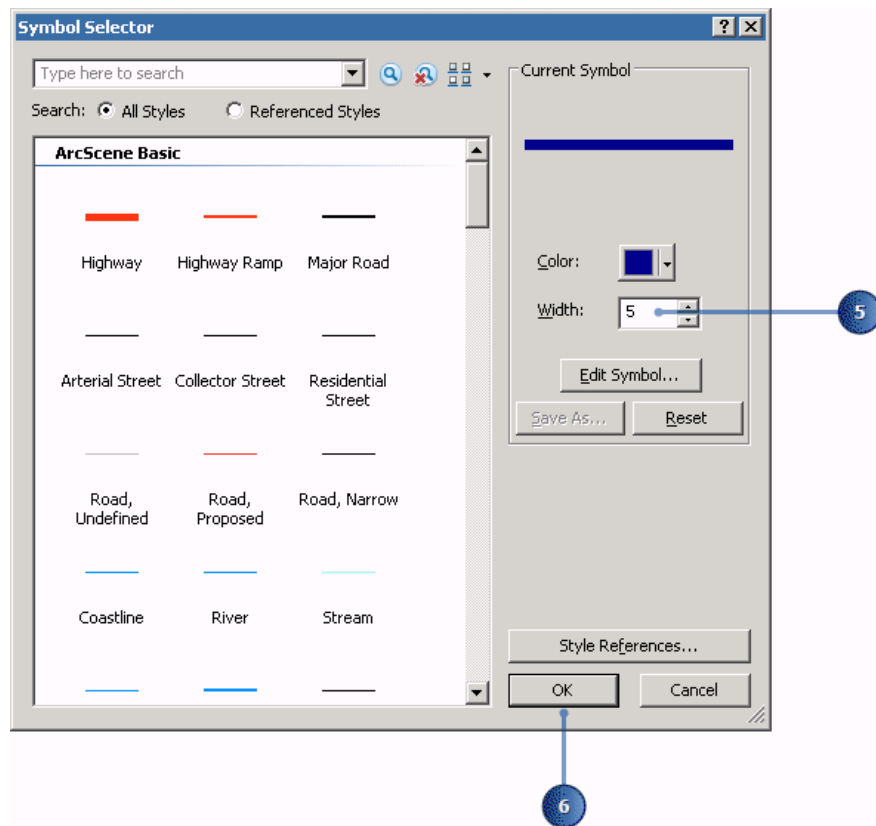 Symbol Selector
Type here to search
Search: All Styles Referenced Styles
ArcScene Basic
Highway Highway Ramp Major Road
Arterial Street Collector Street Residential
Street
Road,
Undefined
Road,
Proposed
Road, Narrow
Coastline River Stream
Current Symbol
Color:
Width: 5
5
Edit Symbol...
Save As... Reset
Style References...
OK Cancel
6